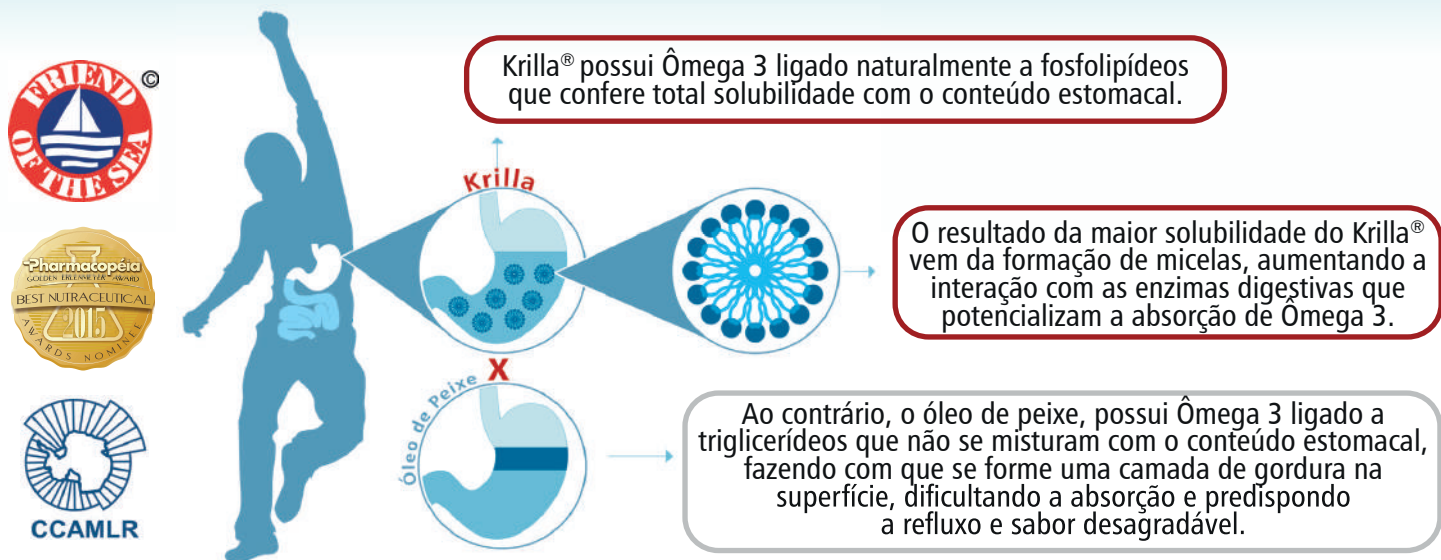 FRIEND
OF THE SEA
©
Pharmacopéia
GOLDEN ERLENMEYER AWARD
BEST NUTRACEUTICAL
2015
AWARDS NOMINEE
CCAMLR
Krilla® possui Ômega 3 ligado naturalmente a fosfolipídeos
que confere total solubilidade com o conteúdo estomacal.
Krilla
O resultado da maior solubilidade do Krilla®
vem da formação de micelas, aumentando a
interação com as enzimas digestivas que
potencializam a absorção de Ômega 3.
X
Óleo de Peixe
Ao contrário, o óleo de peixe, possui Ômega 3 ligado a
triglicerídeos que não se misturam com o conteúdo estomacal,
fazendo com que se forme uma camada de gordura na
superfície, dificultando a absorção e predispondo
a refluxo e sabor desagradável.